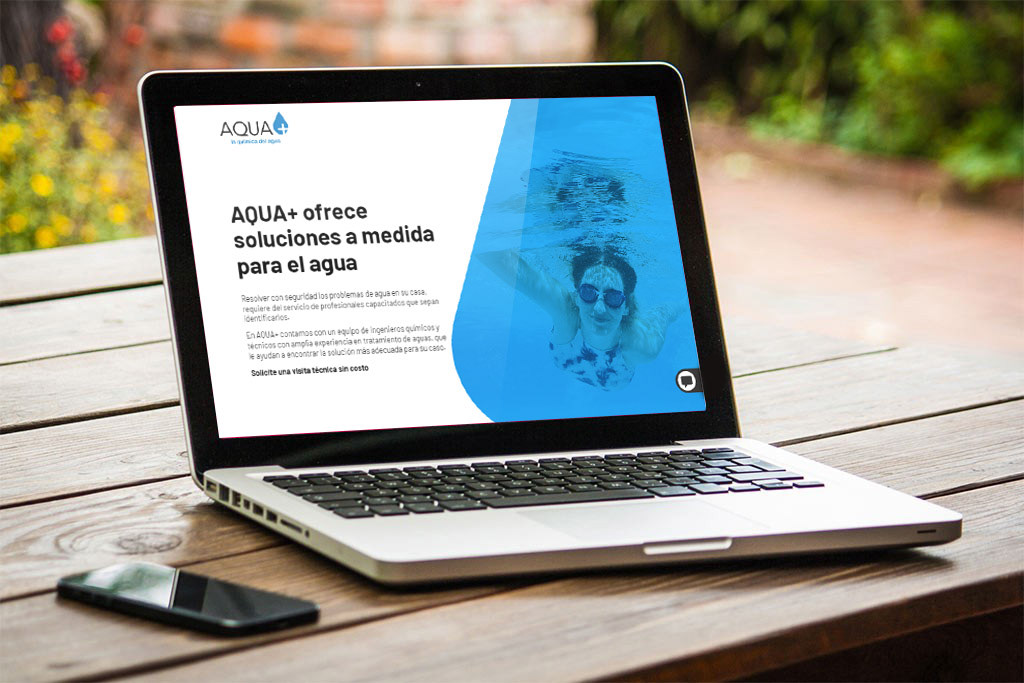 AQUA+
la química del agua
AQUA+ ofrece
soluciones a medida
para el agua
Resolver con seguridad los problemas de agua en su casa,
requiere del servicio de profesionales capacitados que sepan
identificarlos.
En AQUA+ contamos con un equipo de ingenieros químicos y
técnicos con amplia experiencia en tratamiento de aguas, que
le ayudan a encontrar la solución más adecuada para su caso.
Solicite una visita técnica sin costo